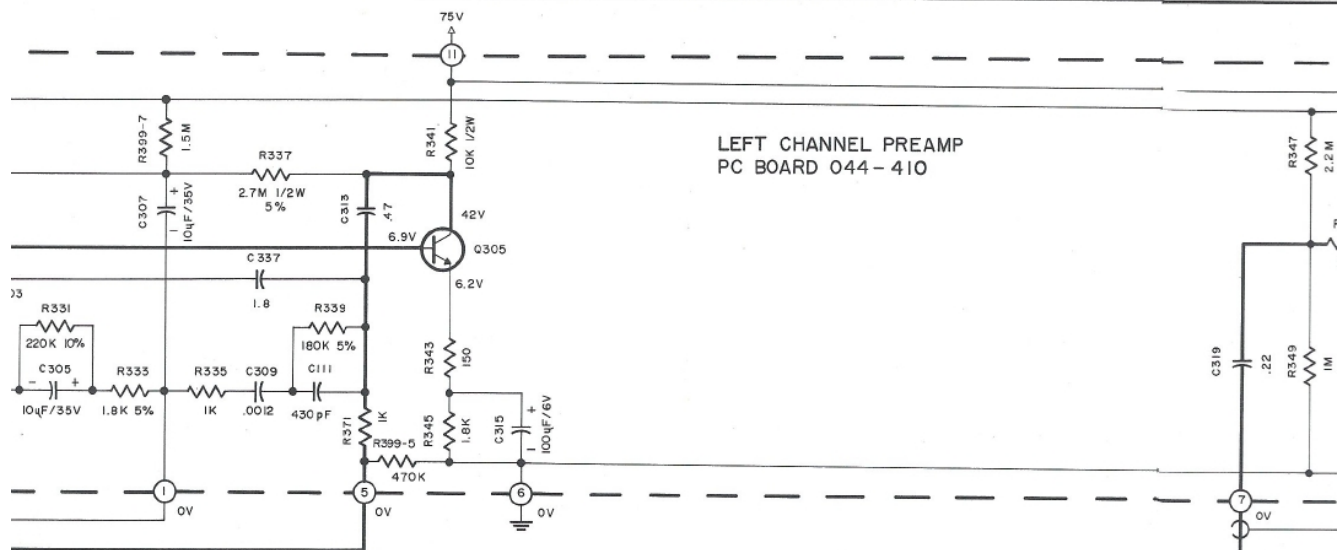 75V
11
R399-7
1.5M
R341
10K 1/2W
LEFT CHANNEL PREAMP
PC BOARD 044-410
R347
2.2M
R337
2.7M 1/2W
5%
C307
+
-
10µF/35V
C313
.47
42V
6.9V
Q305
6.2V
C337
1.8
03
R331
220K 10%
R339
180K 5%
R343
150
C305
- +
10µF/35V
R333
1.8K 5%
R335
1K
C309
.0012
C111
430pF
R371
1K
R399-5
470K
R345
1.8K
C315
+
-
100µF/6V
C319
.22
R349
1M
1
0V
5
0V
6
0V
7
0V